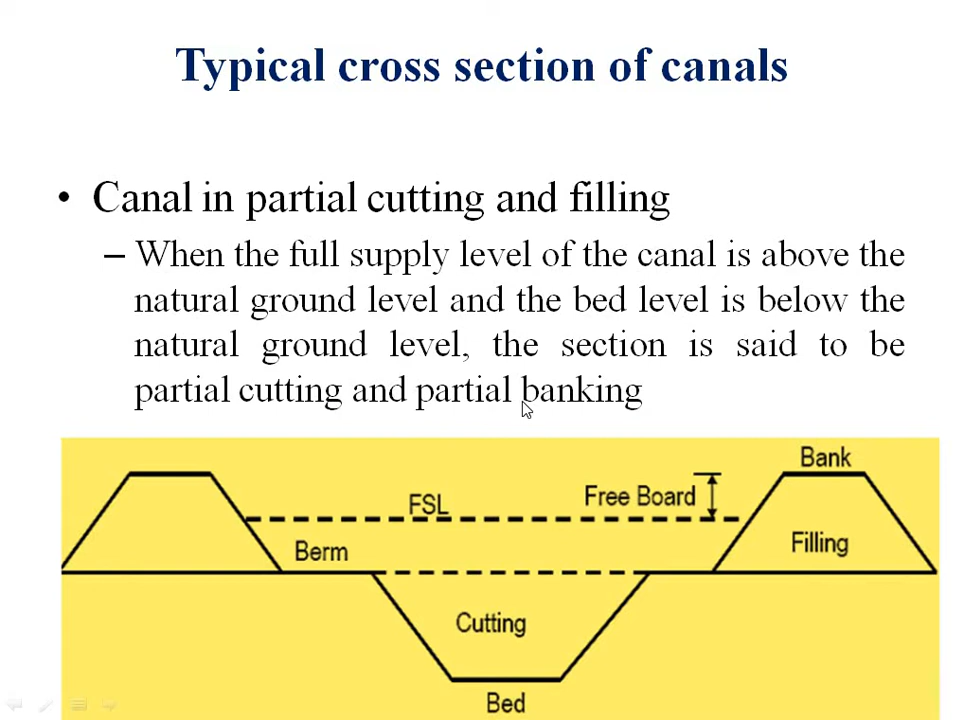 Typical cross section of canals
• Canal in partial cutting and filling
– When the full supply level of the canal is above the
natural ground level and the bed level is below the
natural ground level, the section is said to be
partial cutting and partial banking
Bank
Free Board
FSL
Filling
Berm
Cutting
Bed